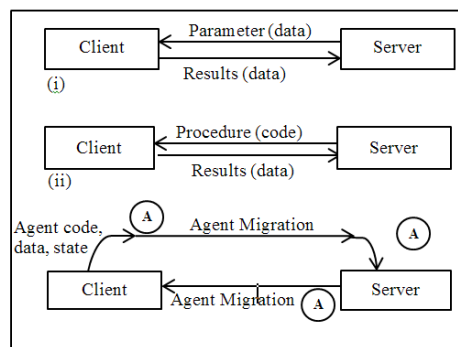 Parameter (data)
Client
Server
Results (data)
(i)
Procedure (code)
Client
Server
Results (data)
(ii)
A
Agent code,
data, state
Agent Migration
A
Client
Server
Agent Migration
A